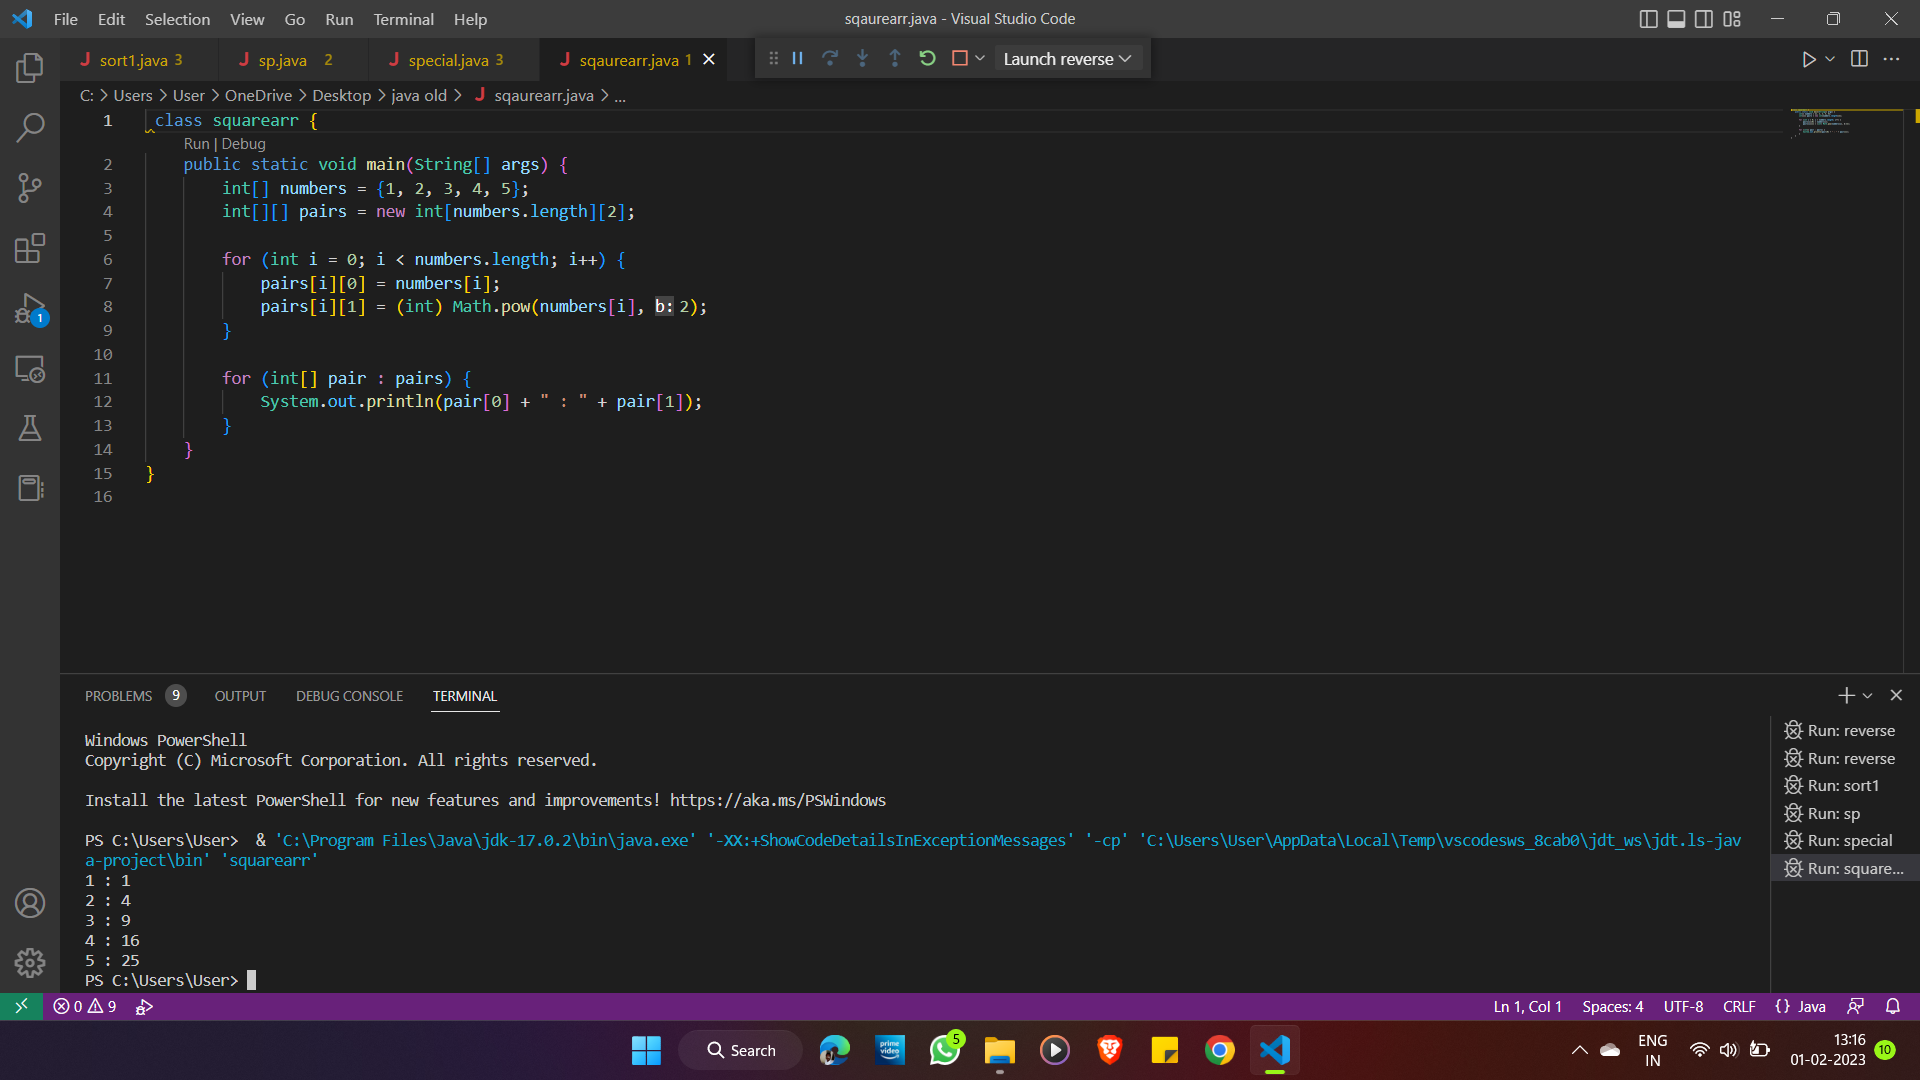 File Edit Selection View Go Run Terminal Help
sqaurearr.java - Visual Studio Code
J sort1.java 3 J sp.java 2 J special.java 3 J sqaurearr.java 1
Launch reverse
C: > Users > User > OneDrive > Desktop > java old > J sqaurearr.java > ...
1 class squarearr {
Run | Debug
2 public static void main(String[] args) {
3 int[] numbers = {1, 2, 3, 4, 5};
4 int[][] pairs = new int[numbers.length][2];
5
6 for (int i = 0; i < numbers.length; i++) {
7 pairs[i][0] = numbers[i];
8 pairs[i][1] = (int) Math.pow(numbers[i], b: 2);
9 }
10
11 for (int[] pair : pairs) {
12 System.out.println(pair[0] + " : " + pair[1]);
13 }
14 }
15 }
16
1
PROBLEMS 9 OUTPUT DEBUG CONSOLE TERMINAL
Windows PowerShell
Copyright (C) Microsoft Corporation. All rights reserved.
Install the latest PowerShell for new features and improvements! https://aka.ms/PSWindows
PS C:\Users\User> & 'C:\Program Files\Java\jdk-17.0.2\bin\java.exe' '-XX:+ShowCodeDetailsInExceptionMessages' '-cp' 'C:\Users\User\AppData\Local\Temp\vscodesws_8cab0\jdt_ws\jdt.ls-jav
a-project\bin' 'squarearr'
1 : 1
2 : 4
3 : 9
4 : 16
5 : 25
PS C:\Users\User>
Run: reverse
Run: reverse
Run: sort1
Run: sp
Run: special
Run: square...
0 9
Ln 1, Col 1 Spaces: 4 UTF-8 CRLF {} Java
Search
prime video
5
ENG
IN
13:16
01-02-2023
10